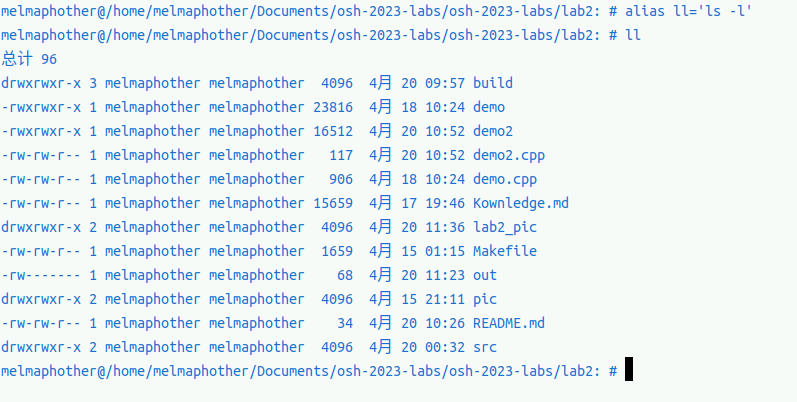 melmaphother@/home/melmaphother/Documents/osh-2023-labs/osh-2023-labs/lab2: # alias ll='ls -l'
melmaphother@/home/melmaphother/Documents/osh-2023-labs/osh-2023-labs/lab2: # ll
总计 96
drwxrwxr-x 3 melmaphother melmaphother  4096  4月 20 09:57 build
-rwxrwxr-x 1 melmaphother melmaphother 23816  4月 18 10:24 demo
-rwxrwxr-x 1 melmaphother melmaphother 16512  4月 20 10:52 demo2
-rw-rw-r-- 1 melmaphother melmaphother   117  4月 20 10:52 demo2.cpp
-rw-rw-r-- 1 melmaphother melmaphother   906  4月 18 10:24 demo.cpp
-rw-rw-r-- 1 melmaphother melmaphother 15659  4月 17 19:46 Kownledge.md
drwxrwxr-x 2 melmaphother melmaphother  4096  4月 20 11:36 lab2_pic
-rw-rw-r-- 1 melmaphother melmaphother  1659  4月 15 01:15 Makefile
-rw------- 1 melmaphother melmaphother    68  4月 20 11:23 out
drwxrwxr-x 2 melmaphother melmaphother  4096  4月 15 21:11 pic
-rw-rw-r-- 1 melmaphother melmaphother    34  4月 20 10:26 README.md
drwxrwxr-x 2 melmaphother melmaphother  4096  4月 20 00:32 src
melmaphother@/home/melmaphother/Documents/osh-2023-labs/osh-2023-labs/lab2: #